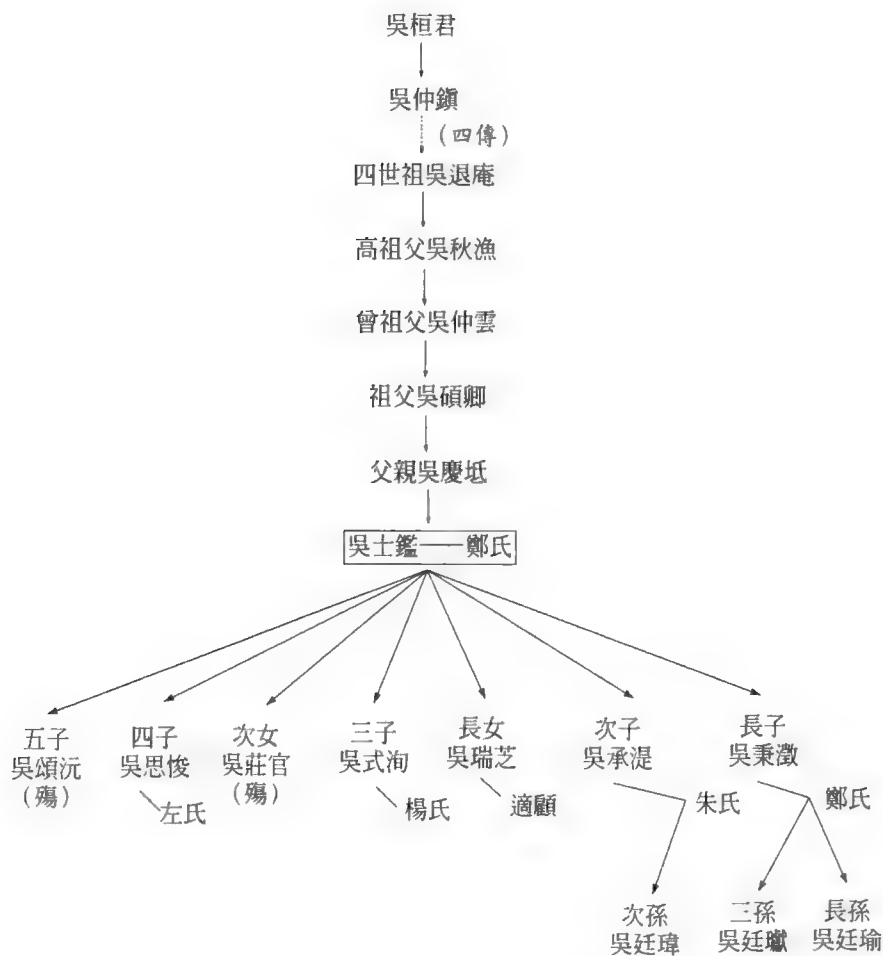 吳桓君
吳仲鎭
(四傳)
四世祖吳退庵
高祖父吳秋漁
曾祖父吳仲雲
祖父吳碩卿
父親吳慶坻
吳士鑑——鄭氏
五子
吳頌沅
(殤)
四子
吳思悛
左氏
次女
吳莊官
(殤)
三子
吳式洵
楊氏
長女
吳瑞芝
適顧
次子
吳承湜
朱氏
長子
吳秉澂
鄭氏
次孫
吳廷瑋
三孫
吳廷
長孫
吳廷瑜